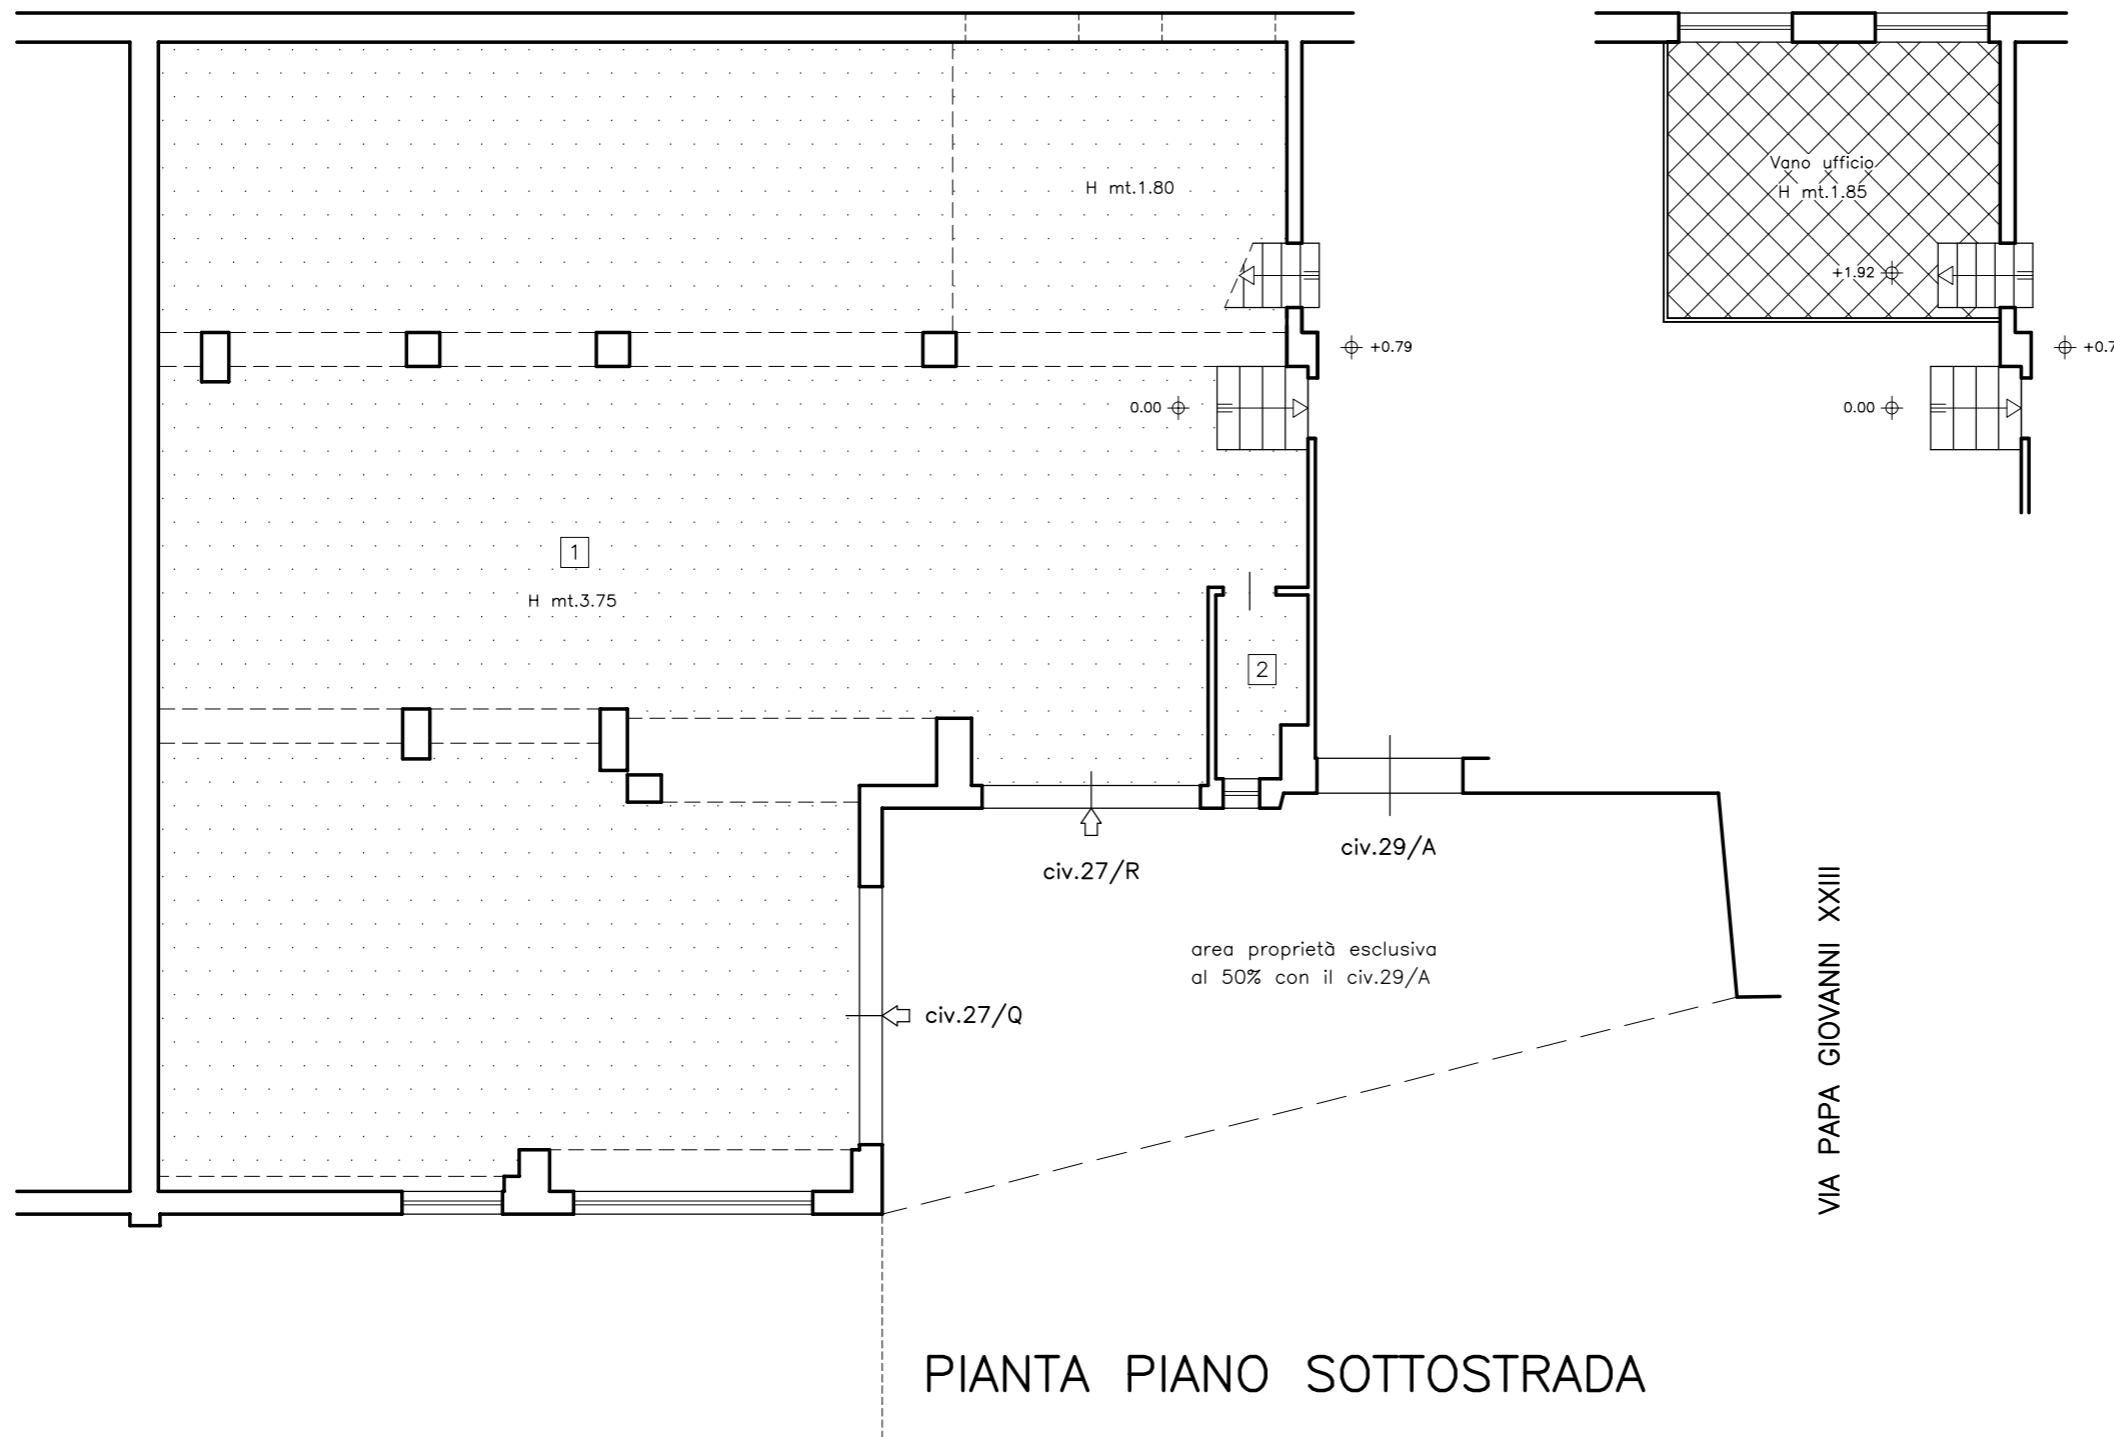 H mt.1.80
Vano ufficio
H mt.1.85
+1.92
+0.79
0.00
0.00
1
H mt.3.75
2
civ.27/R
civ.29/A
area proprietà esclusiva
al 50% con il civ.29/A
civ.27/Q
VIA PAPA GIOVANNI XXIII
PIANTA PIANO SOTTOSTRADA